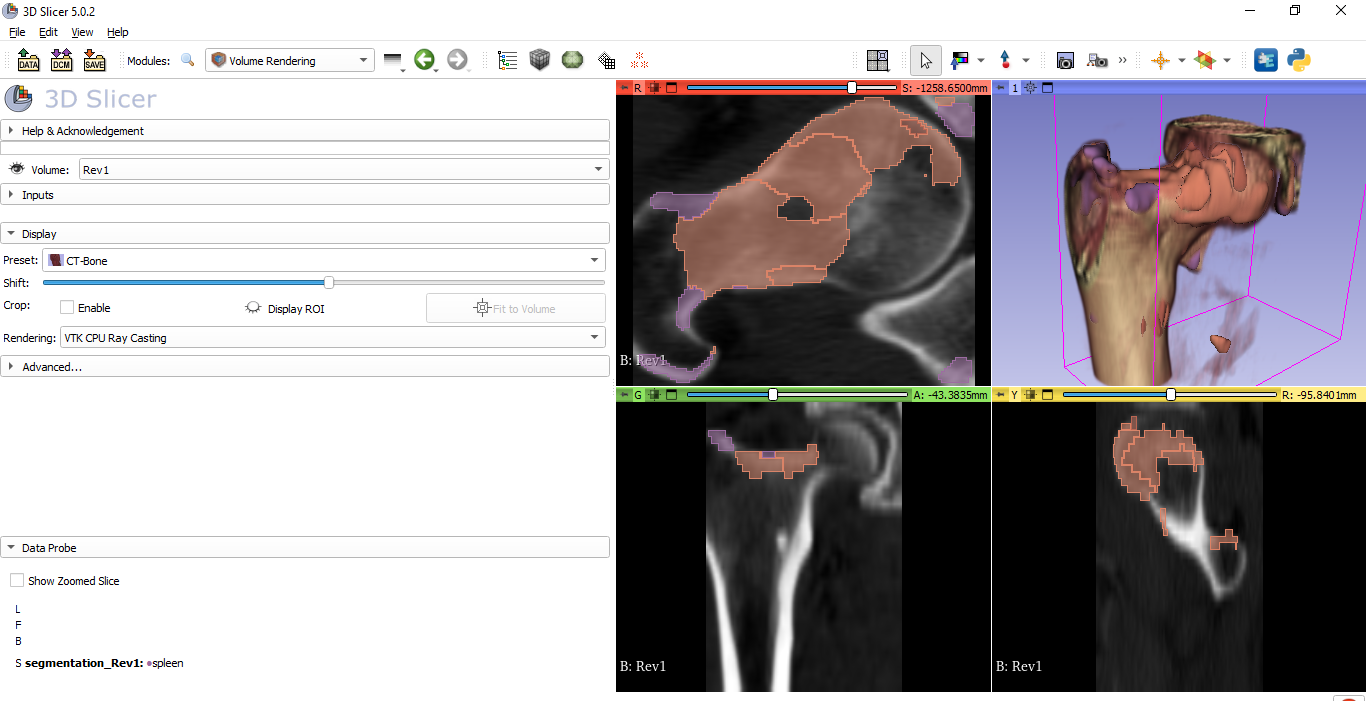 3D Slicer 5.0.2
File Edit View Help
DATA DCM SAVE Modules: Volume Rendering
3D Slicer
Help & Acknowledgement
Volume: Rev1
Inputs
Display
Preset: CT-Bone
Shift:
Crop: Enable Display ROI Fit to Volume
Rendering: VTK CPU Ray Casting
Advanced...
Data Probe
Show Zoomed Slice
L
F
B
S segmentation_Rev1: •spleen
R S: -1258.6500mm
B: Rev1
1
G A: -43.3835mm
B: Rev1
Y R: -95.8401mm
B: Rev1